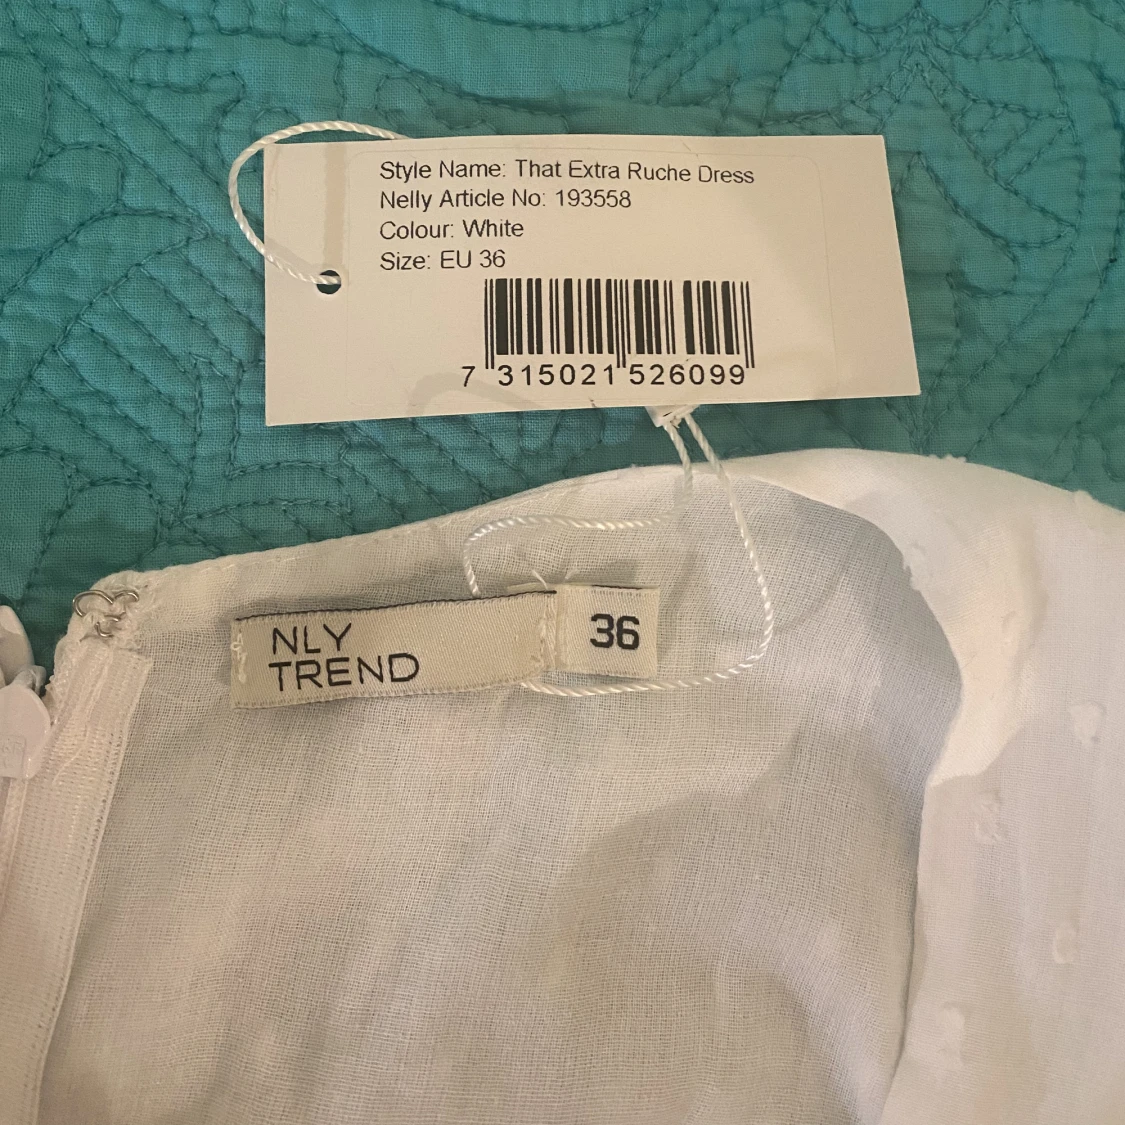 Style Name: That Extra Ruche Dress
Nelly Article No: 193558
Colour: White
Size: EU 36
7 315021 526099
NLY
TREND
36